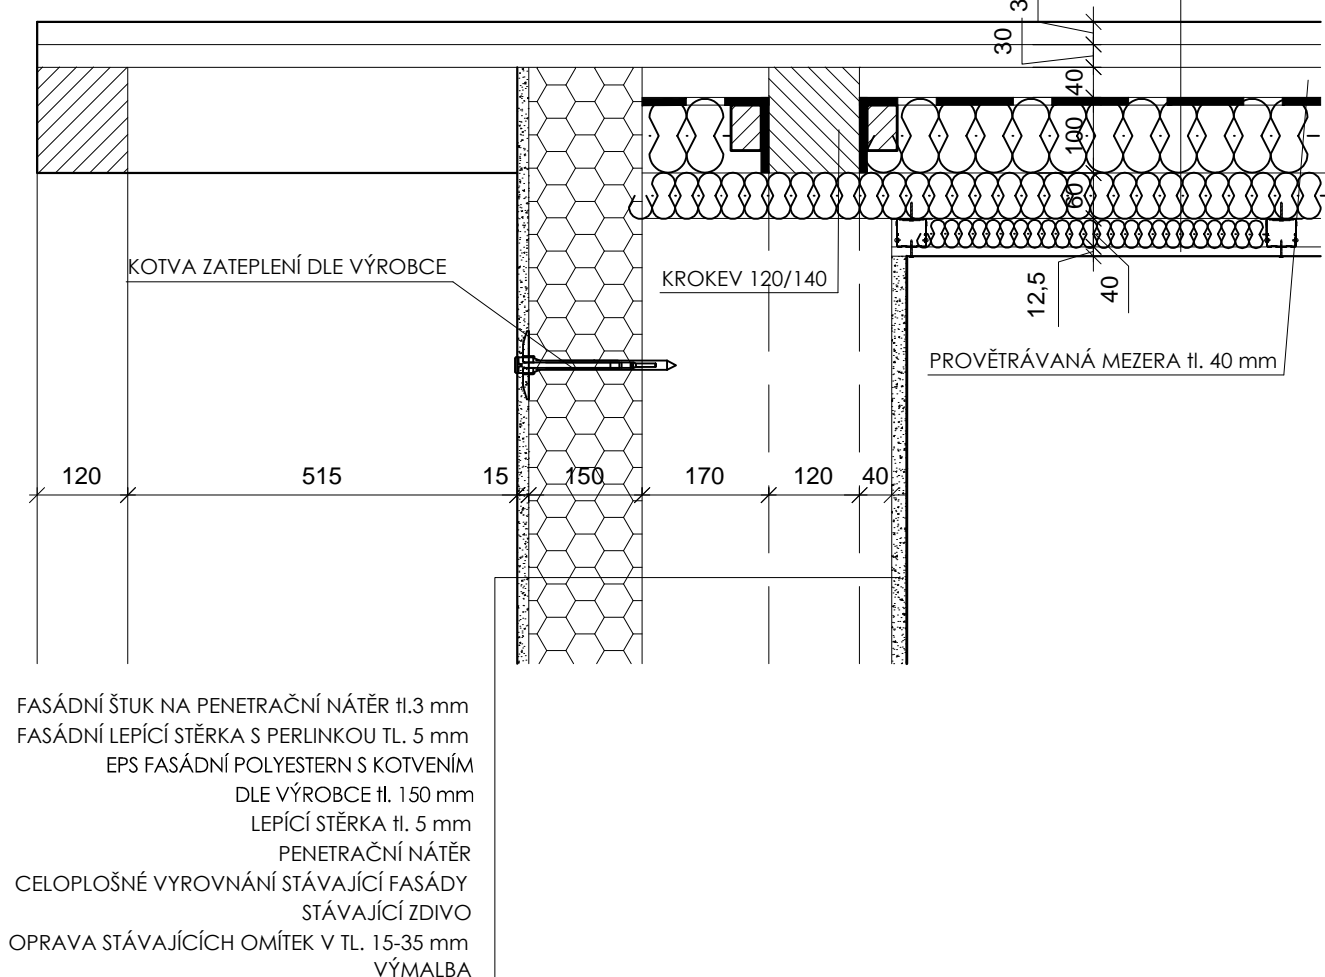 3
30
40
100
60
KOTVA ZATEPLENÍ DLE VÝROBCE
KROKEV 120/140
12,5
40
PROVĚTRÁVANÁ MEZERA tl. 40 mm
120
515
15
150
170
120
40
FASÁDNÍ ŠTUK NA PENETRAČNÍ NÁTĚR tl.3 mm
FASÁDNÍ LEPÍCÍ STĚRKA S PERLINKOU TL. 5 mm
EPS FASÁDNÍ POLYESTERN S KOTVENÍM
DLE VÝROBCE tl. 150 mm
LEPÍCÍ STĚRKA tl. 5 mm
PENETRAČNÍ NÁTĚR
CELOPLOŠNÉ VYROVNÁNÍ STÁVAJÍCÍ FASÁDY
STÁVAJÍCÍ ZDIVO
OPRAVA STÁVAJÍCÍCH OMÍTEK V TL. 15-35 mm
VÝMALBA